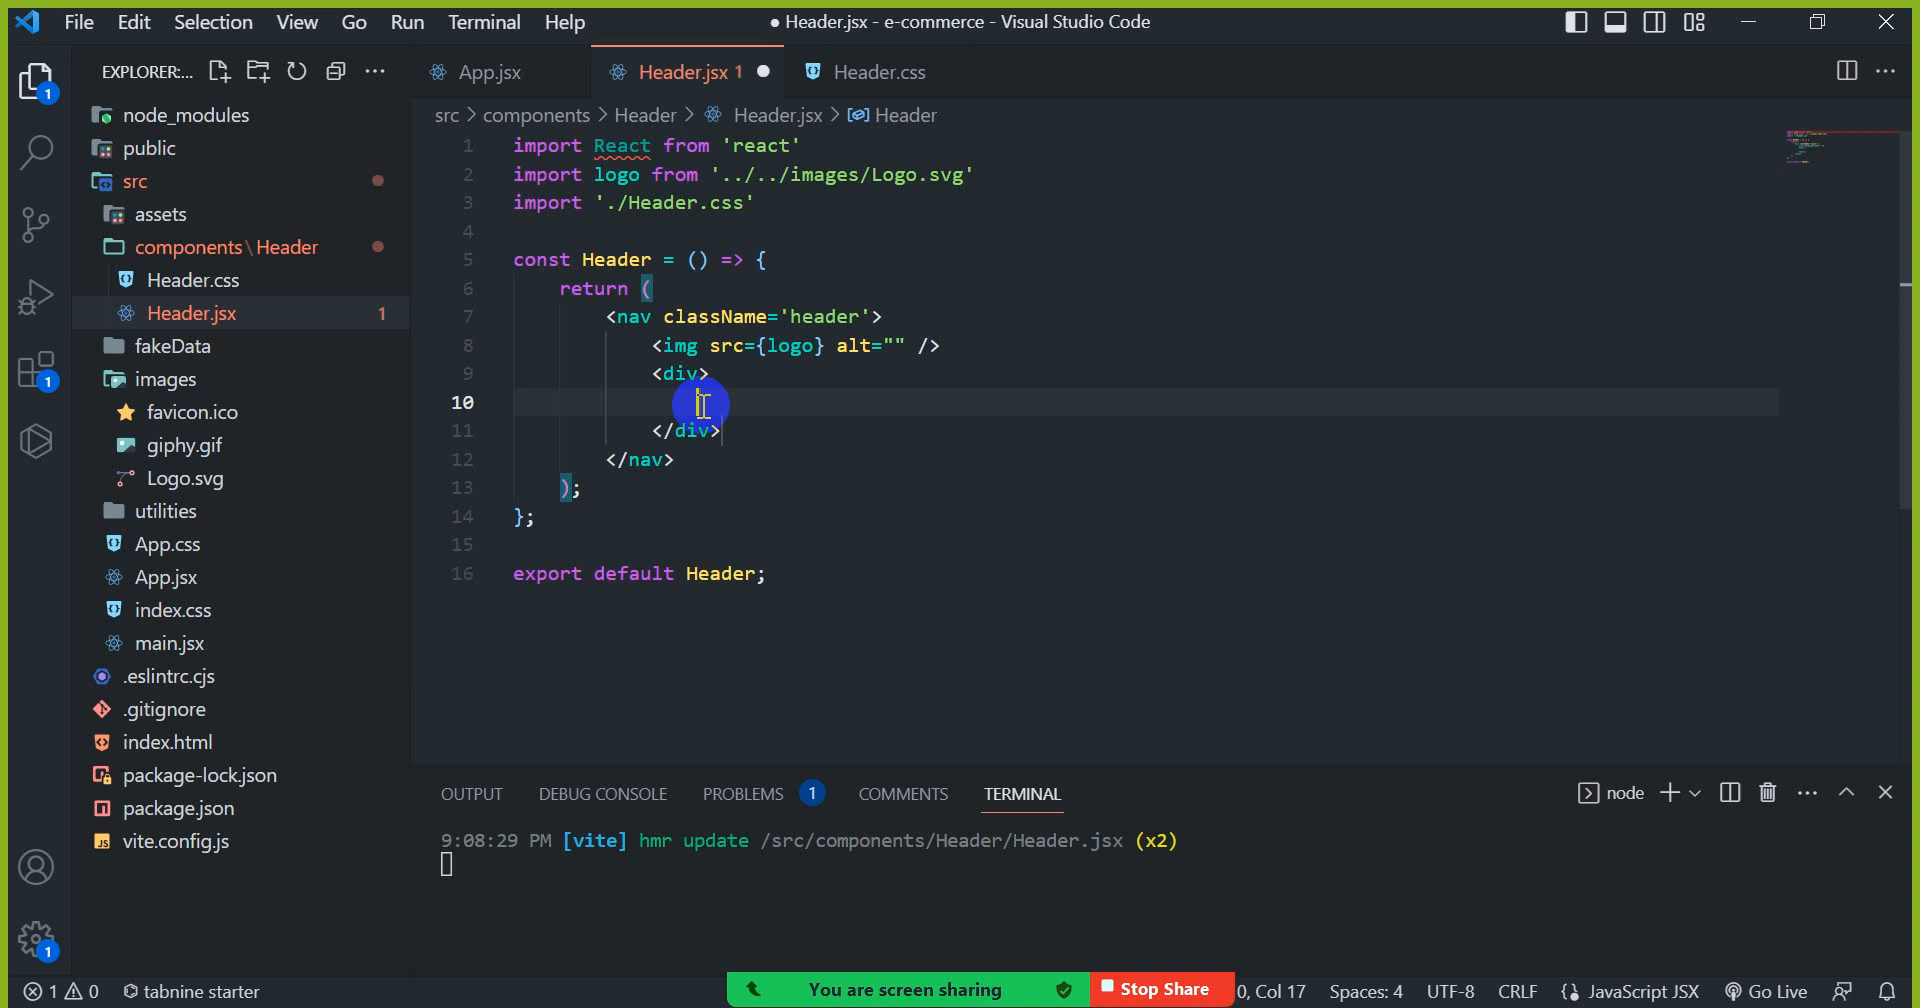 File Edit Selection View Go Run Terminal Help
● Header.jsx - e-commerce - Visual Studio Code
EXPLORER:...
App.jsx
Header.jsx 1
Header.css
1
node_modules
public
src
assets
components\Header
Header.css
Header.jsx 1
fakeData
images
favicon.ico
giphy.gif
Logo.svg
utilities
App.css
App.jsx
index.css
main.jsx
.eslintrc.cjs
.gitignore
index.html
package-lock.json
package.json
vite.config.js
1
1
src > components > Header > Header.jsx > Header
1 import React from 'react'
2 import logo from '../../images/Logo.svg'
3 import './Header.css'
4
5 const Header = () => {
6 return (
7 <nav className='header'>
8 <img src={logo} alt="" />
9 <div>
10
11 </div>
12 </nav>
13 );
14 };
15
16 export default Header;
OUTPUT DEBUG CONSOLE PROBLEMS 1 COMMENTS TERMINAL
node
9:08:29 PM [vite] hmr update /src/components/Header/Header.jsx (x2)
1 0 tabnine starter
You are screen sharing
Stop Share
0, Col 17 Spaces: 4 UTF-8 CRLF JavaScript JSX Go Live